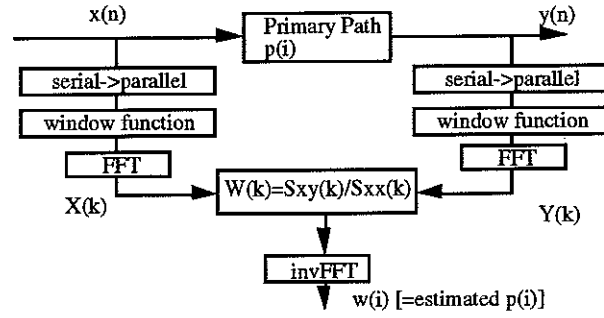 x(n)
Primary Path
p(i)
y(n)
serial->parallel
serial->parallel
window function
window function
FFT
FFT
W(k)=Sxy(k)/Sxx(k)
X(k)
Y(k)
invFFT
w(i) [=estimated p(i)]